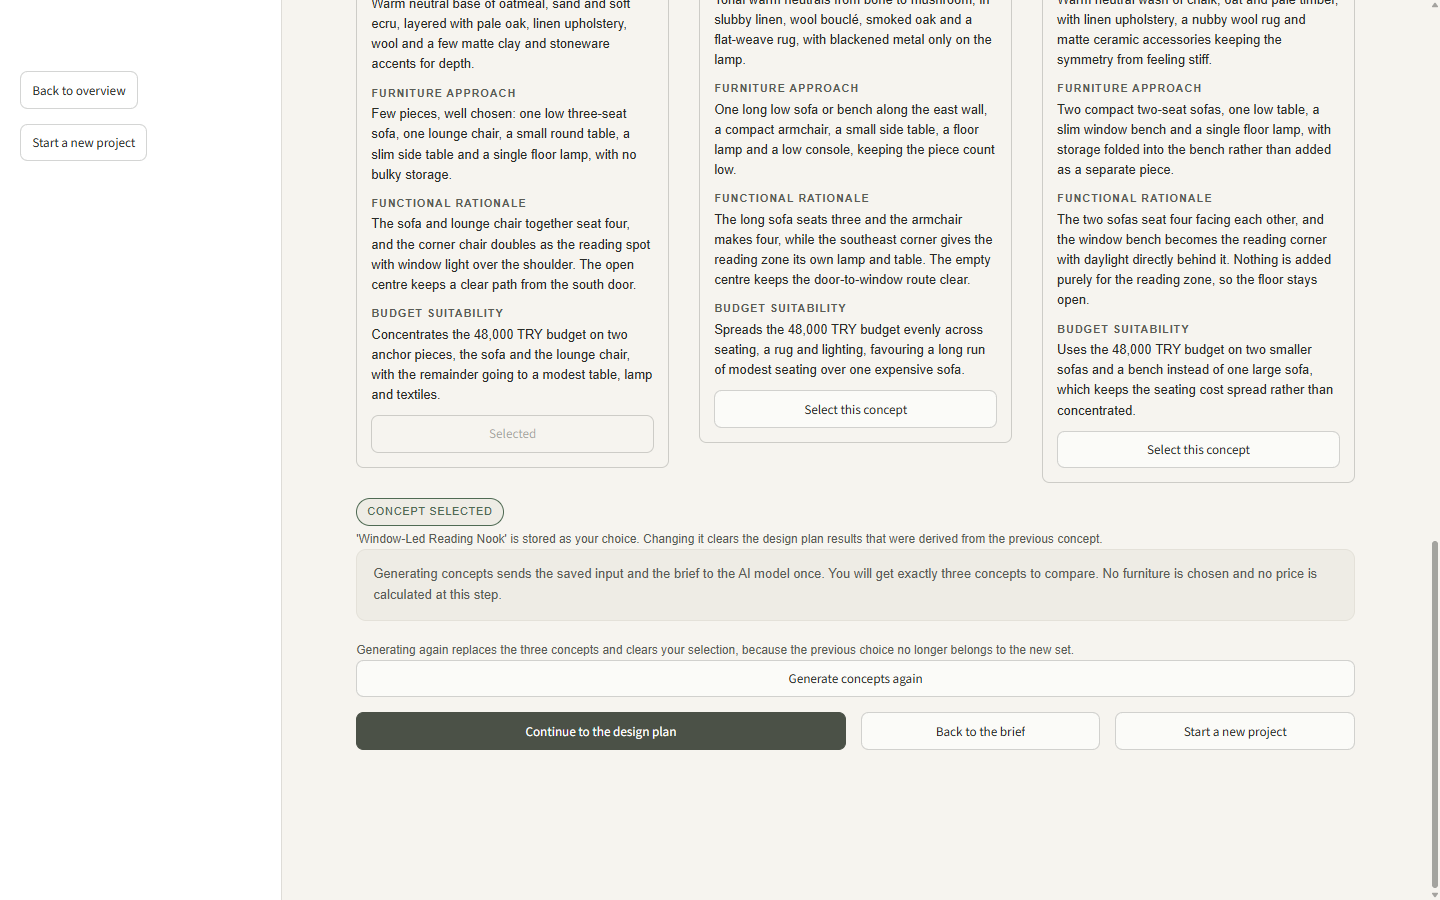 Back to overview
Start a new project
Warm neutral base of oatmeal, sand and soft
ecru, layered with pale oak, linen upholstery,
wool and a few matte clay and stoneware
accents for depth.
FURNITURE APPROACH
Few pieces, well chosen: one low three-seat
sofa, one lounge chair, a small round table, a
slim side table and a single floor lamp, with no
bulky storage.
FUNCTIONAL RATIONALE
The sofa and lounge chair together seat four,
and the corner chair doubles as the reading spot
with window light over the shoulder. The open
centre keeps a clear path from the south door.
BUDGET SUITABILITY
Concentrates the 48,000 TRY budget on two
anchor pieces, the sofa and the lounge chair,
with the remainder going to a modest table, lamp
and textiles.
Selected
Tonal warm neutrals from bone to mushroom, in
slubby linen, wool bouclé, smoked oak and a
flat-weave rug, with blackened metal only on the
lamp.
FURNITURE APPROACH
One long low sofa or bench along the east wall,
a compact armchair, a small side table, a floor
lamp and a low console, keeping the piece count
low.
FUNCTIONAL RATIONALE
The long sofa seats three and the armchair
makes four, while the southeast corner gives the
reading zone its own lamp and table. The empty
centre keeps the door-to-window route clear.
BUDGET SUITABILITY
Spreads the 48,000 TRY budget evenly across
seating, a rug and lighting, favouring a long run
of modest seating over one expensive sofa.
Select this concept
Warm neutral wash of chalk, oat and pale timber,
with linen upholstery, a nubby wool rug and
matte ceramic accessories keeping the
symmetry from feeling stiff.
FURNITURE APPROACH
Two compact two-seat sofas, one low table, a
slim window bench and a single floor lamp, with
storage folded into the bench rather than added
as a separate piece.
FUNCTIONAL RATIONALE
The two sofas seat four facing each other, and
the window bench becomes the reading corner
with daylight directly behind it. Nothing is added
purely for the reading zone, so the floor stays
open.
BUDGET SUITABILITY
Uses the 48,000 TRY budget on two smaller
sofas and a bench instead of one large sofa,
which keeps the seating cost spread rather than
concentrated.
Select this concept
CONCEPT SELECTED
'Window-Led Reading Nook' is stored as your choice. Changing it clears the design plan results that were derived from the previous concept.
Generating concepts sends the saved input and the brief to the AI model once. You will get exactly three concepts to compare. No furniture is chosen and no price is
calculated at this step.
Generating again replaces the three concepts and clears your selection, because the previous choice no longer belongs to the new set.
Generate concepts again
Continue to the design plan
Back to the brief
Start a new project